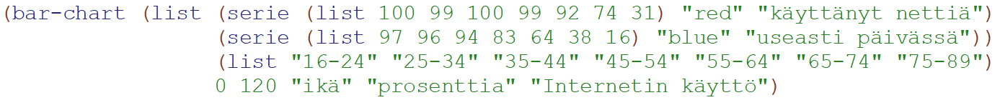 (bar-chart (list (serie (list 100 99 100 99 92 74 31) "red" "käyttänyt nettiä")
(serie (list 97 96 94 83 64 38 16) "blue" "useasti päivässä"))
(list "16-24" "25-34" "35-44" "45-54" "55-64" "65-74" "75-89")
0 120 "ikä" "prosenttia" "Internetin käyttö")